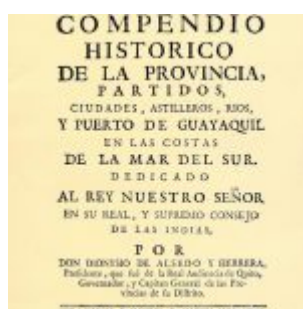 COMPENDIO
HISTORICO
DE LA PROVINCIA,
PARTIDOS,
CIUDADES, ASTILLEROS, RIOS,
Y PUERTO DE GUAYAQUIL
EN LAS COSTAS
DE LA MAR DEL SUR.
DEDICADO
AL REY NUESTRO SEÑOR
EN SU REAL, Y SUPREMO CONSEJO
DE LAS INDIAS,
POR
DON DIONISIO DE ALSEDO Y HERRERA,
Presidente, que fué de la Real Audiencia de Quito,
Governador, y Capitan General de las Pro-
vincias de su Distrito.